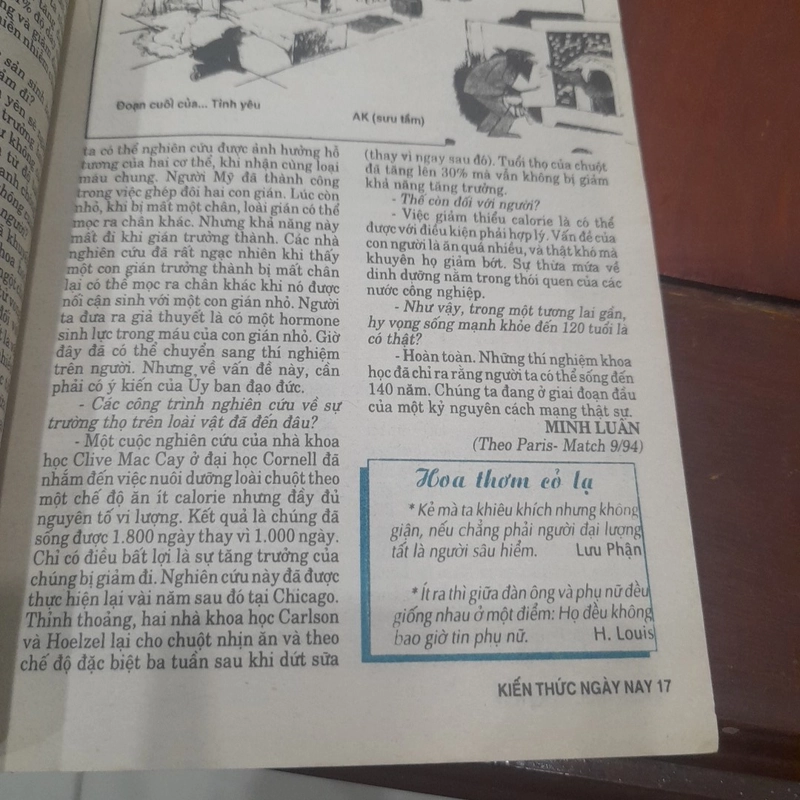 Đoạn cuối của... Tình yêu
AK (sưu tầm)
ta có thể nghiên cứu được ảnh hưởng hỗ
tương của hai cơ thể, khi nhận cùng loại
máu chung. Người Mỹ đã thành công
trong việc ghép đôi hai con gián. Lúc còn
nhỏ, khi bị mất một chân, loài gián có thể
mọc ra chân khác. Nhưng khả năng này
mất đi khi gián trưởng thành. Các nhà
nghiên cứu đã rất ngạc nhiên khi thấy
một con gián trưởng thành bị mất chân
lại có thể mọc ra chân khác khi nó được
nối cận sinh với một con gián nhỏ. Người
ta đưa ra giả thuyết là có một hormone
sinh lực trong máu của con gián nhỏ. Giờ
đây đã có thể chuyển sang thí nghiệm
trên người. Nhưng về vấn đề này, cần
phải có ý kiến của Ủy ban đạo đức.
- Các công trình nghiên cứu về sự
trường thọ trên loài vật đã đến đâu?
- Một cuộc nghiên cứu của nhà khoa
học Clive Mac Cay ở đại học Cornell đã
nhắm đến việc nuôi dưỡng loài chuột theo
một chế độ ăn ít calorie nhưng đầy đủ
nguyên tố vi lượng. Kết quả là chúng đã
sống được 1.800 ngày thay vì 1.000 ngày.
Chỉ có điều bất lợi là sự tăng trưởng của
chúng bị giảm đi. Nghiên cứu này đã được
thực hiện lại vài năm sau đó tại Chicago.
Thỉnh thoảng, hai nhà khoa học Carlson
và Hoelzel lại cho chuột nhịn ăn và theo
chế độ đặc biệt ba tuần sau khi dứt sữa
(thay vì ngay sau đó). Tuổi thọ của chuột
đã tăng lên 30% mà vẫn không bị giảm
khả năng tăng trưởng.
- Thế còn đối với người?
- Việc giảm thiểu calorie là có thể
được với điều kiện phải hợp lý. Vấn đề của
con người là ăn quá nhiều, và thật khó mà
khuyên họ giảm bớt. Sự thừa mứa về
dinh dưỡng nằm trong thói quen của các
nước công nghiệp.
- Như vậy, trong một tương lai gần,
hy vọng sống mạnh khỏe đến 120 tuổi là
có thật?
- Hoàn toàn. Những thí nghiệm khoa
học đã chỉ ra rằng người ta có thể sống đến
140 năm. Chúng ta đang ở giai đoạn đầu
của một kỷ nguyên cách mạng thật sự.
MINH LUÂN
(Theo Paris- Match 9/94)
Hoa thơm cỏ lạ
* Kẻ mà ta khiêu khích nhưng không
giận, nếu chẳng phải người đại lượng
tất là người sâu hiểm. Lưu Phận
* Ít ra thì giữa đàn ông và phụ nữ đều
giống nhau ở một điểm: Họ đều không
bao giờ tin phụ nữ. H. Louis
KIẾN THỨC NGÀY NAY 17